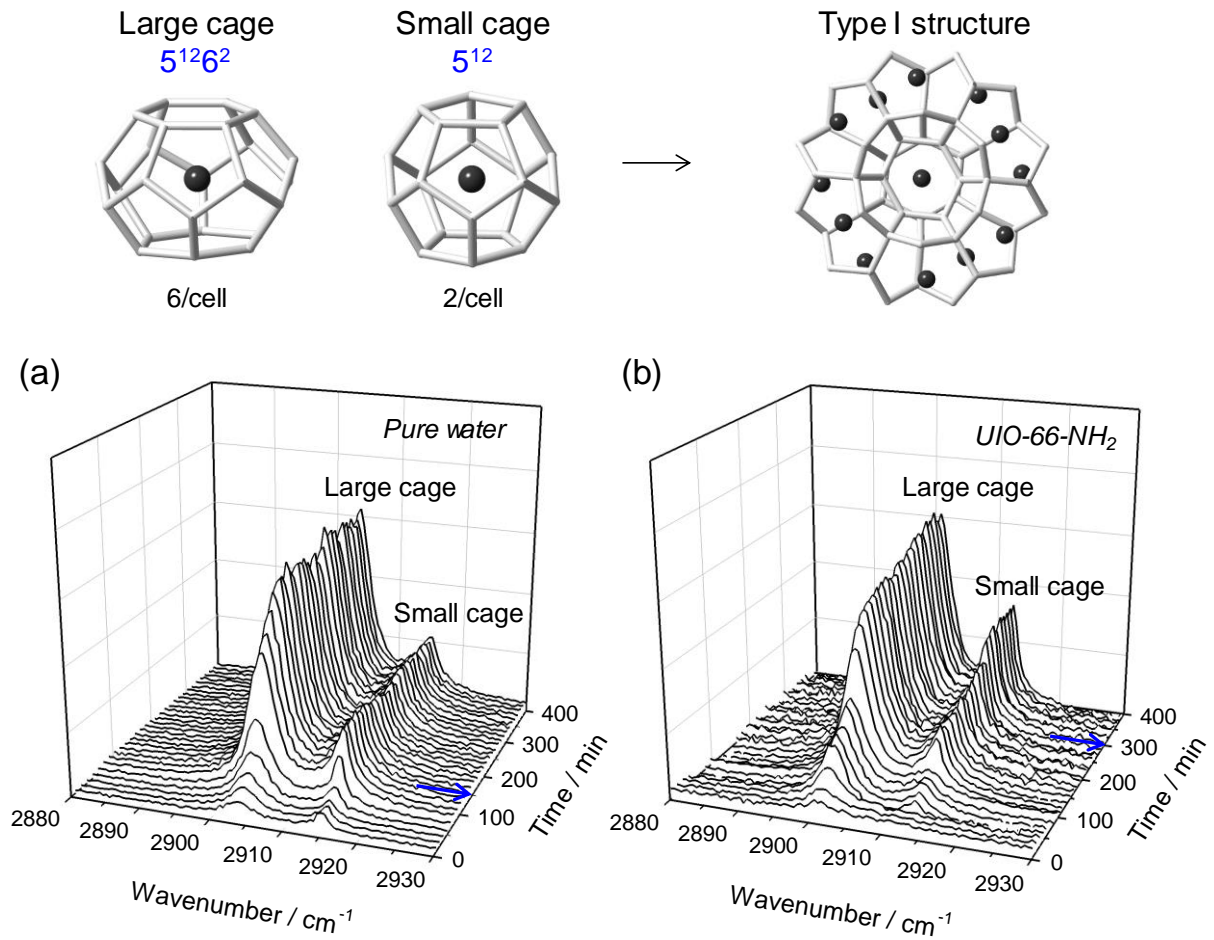 Large cage
5¹²6²
6/cell
Small cage
5¹²
2/cell
Type I structure
(a)
Pure water
Large cage
Small cage
2880
2890
2900
2910
2920
2930
Wavenumber / cm⁻¹
0
100
200
300
400
Time / min
(b)
UIO-66-NH₂
Large cage
Small cage
2880
2890
2900
2910
2920
2930
Wavenumber / cm⁻¹
0
100
200
300
400
Time / min